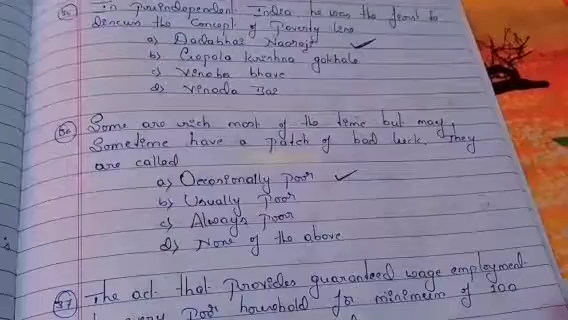 in Preindependent India he was the first to
Discuss the Concept of Poverty line
a) Dadabhai Naoroji
b) Gopala krishna gokhale
c) Vinoba bhave
d) Vinoda Bai
36) Some are rich most of the time but may
Sometime have a patch of bad luck. They
are called
a) Occasionally Poor
b) Usually Poor
c) Always Poor
d) None of the above
37) The act that Provides guaranteed wage employment
every Poor household for minimum of 100